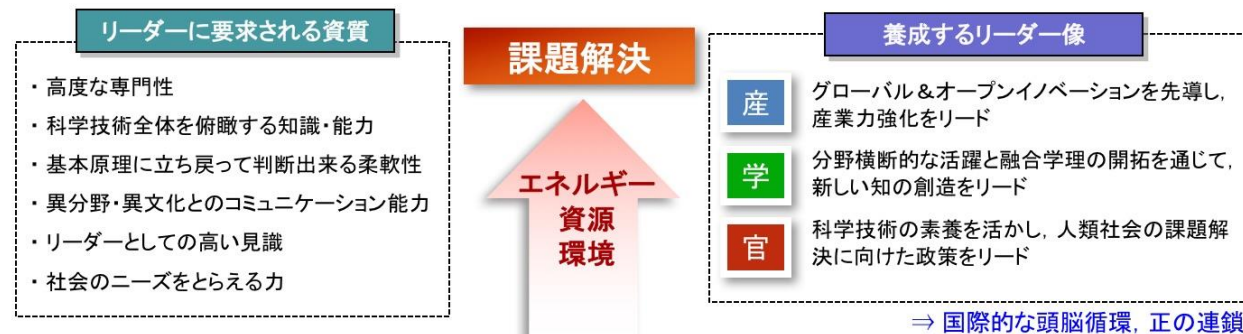 リーダーに要求される資質
・高度な専門性
・科学技術全体を俯瞰する知識・能力
・基本原理に立ち戻って判断出来る柔軟性
・異分野・異文化とのコミュニケーション能力
・リーダーとしての高い見識
・社会のニーズをとらえる力
課題解決
エネルギー
資源
環境
養成するリーダー像
産
グローバル＆オープンイノベーションを先導し,
産業力強化をリード
学
分野横断的な活躍と融合学理の開拓を通じて,
新しい知の創造をリード
官
科学技術の素養を活かし, 人類社会の課題解
決に向けた政策をリード
⇒ 国際的な頭脳循環, 正の連鎖